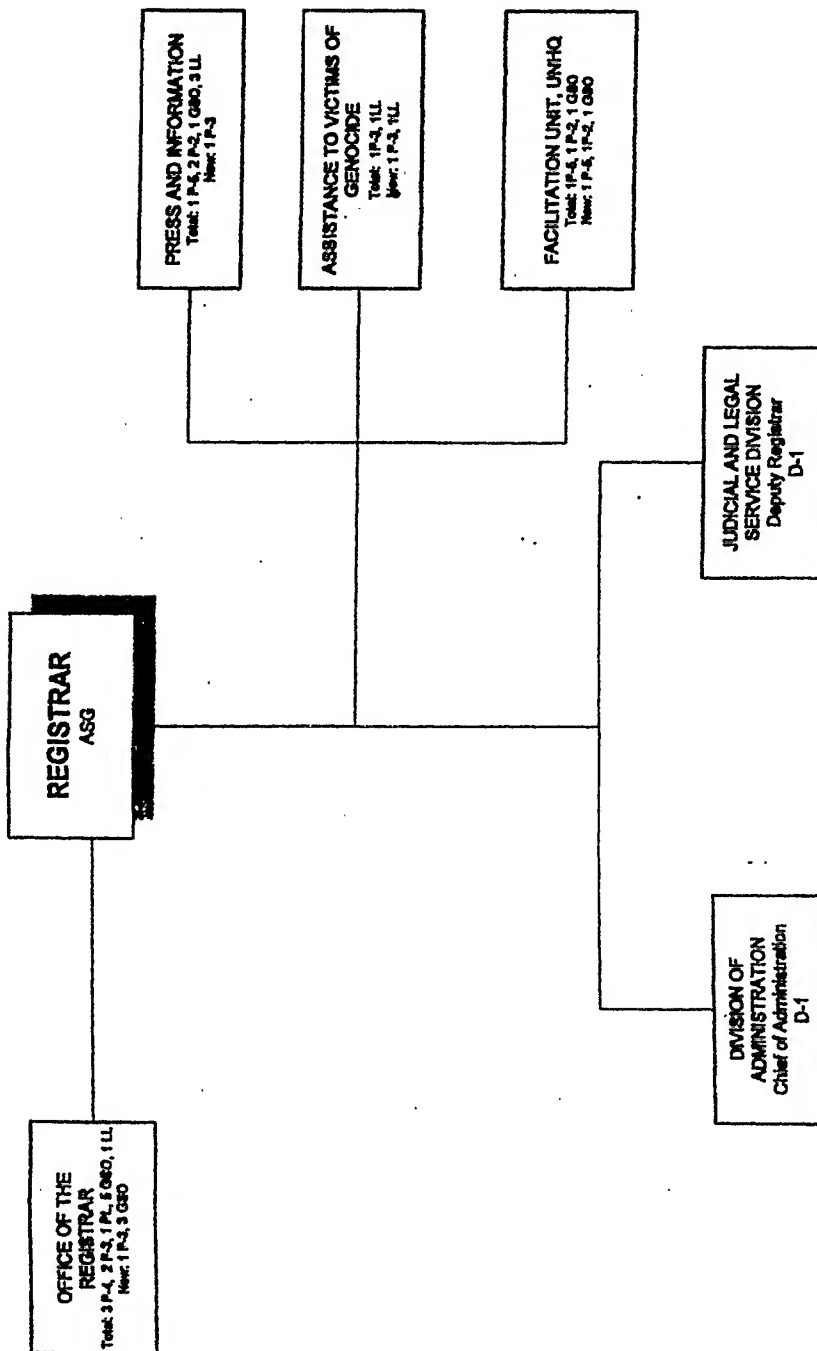 REGISTRAR
ASG
OFFICE OF THE
REGISTRAR
Total: 3 P-4, 2 P-3, 1 PL, 5 GSO, 1 LL
New: 1 P-3, 3 GSO
PRESS AND INFORMATION
Total: 1 P-5, 2 P-2, 1 GSO, 3 LL
New: 1 P-3
ASSISTANCE TO VICTIMS OF
GENOCIDE
Total: 1P-3, 1LL
New: 1 P-3, 1LL
FACILITATION UNIT, UNHQ
Total: 1P-5, 1 P-2, 1 GSO
New: 1 P-5, 1P-2, 1 GSO
DIVISION OF
ADMINISTRATION
Chief of Administration
D-1
JUDICIAL AND LEGAL
SERVICE DIVISION
Deputy Registrar
D-1